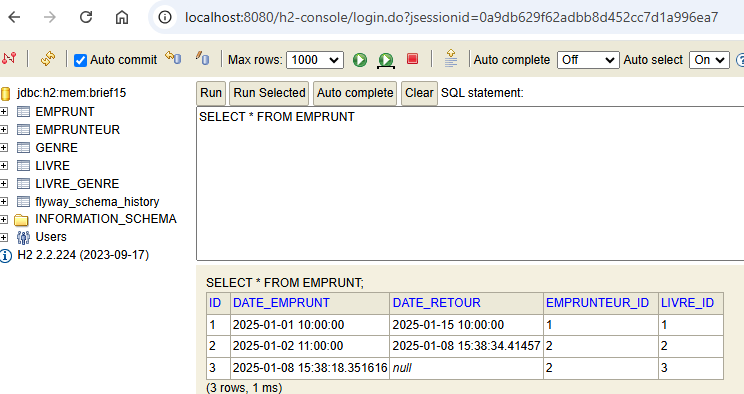 localhost:8080/h2-console/login.do?jsessionid=0a9db629f62adbb8d452cc7d1a996ea7
Auto commit Max rows: 1000 Auto complete Off Auto select On
jdbc:h2:mem:brief15
EMPRUNT
EMPRUNTEUR
GENRE
LIVRE
LIVRE_GENRE
flyway_schema_history
INFORMATION_SCHEMA
Users
H2 2.2.224 (2023-09-17)
Run Run Selected Auto complete Clear SQL statement:
SELECT * FROM EMPRUNT
SELECT * FROM EMPRUNT;
ID DATE_EMPRUNT DATE_RETOUR EMPRUNTEUR_ID LIVRE_ID
1 2025-01-01 10:00:00 2025-01-15 10:00:00 1 1
2 2025-01-02 11:00:00 2025-01-08 15:38:34.41457 2 2
3 2025-01-08 15:38:18.351616 null 2 3
(3 rows, 1 ms)